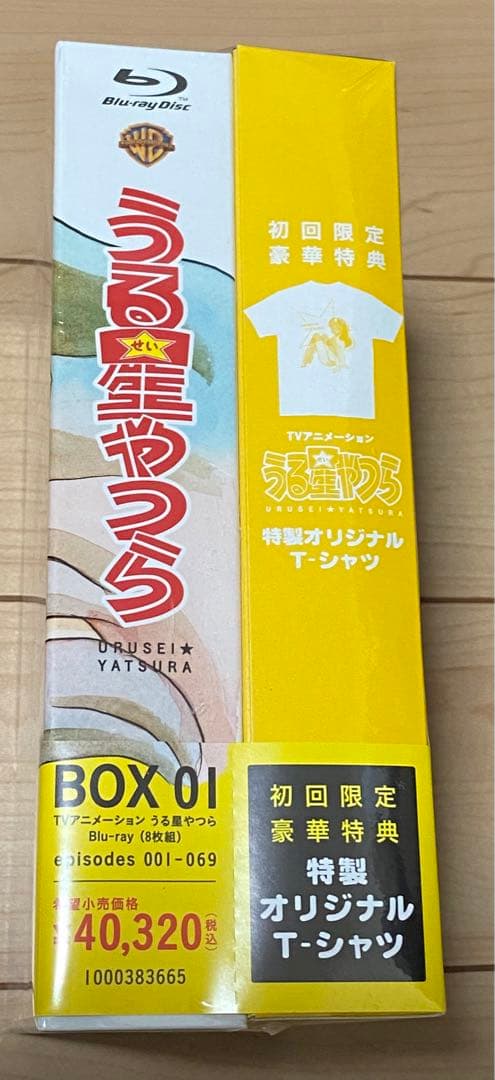 Blu-ray Disc™
WB
うる星やつら
せい
URUSEI★
YATSURA
BOX 01
TVアニメーション うる星やつら
Blu-ray (8枚組)
episodes 001-069
希望小売価格
¥40,320(税込)
1000383665
初回限定
豪華特典
TVアニメーション
うる星やつら
URUSEI★YATSURA
特製オリジナル
T-シャツ
初回限定
豪華特典
特製
オリジナル
T-シャツ